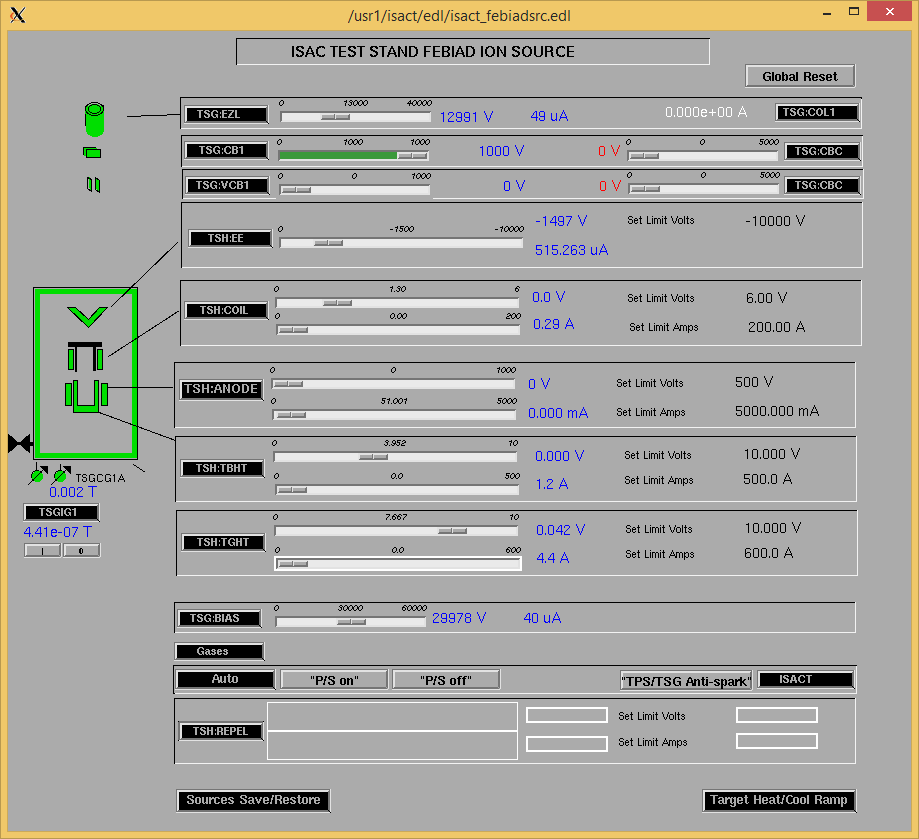 /usr1/isact/edl/isact_febiadsrc.edl
ISAC TEST STAND FEBIAD ION SOURCE
Global Reset
0 13000 40000
TSG:EZL 12991 V 49 uA 0.000e+00 A TSG:COL1
0 1000 1000 0 0 5000
TSG:CB1 1000 V 0 V TSG:CBC
0 0 1000 0 0 5000
TSG:VCB1 0 V 0 V TSG:CBC
-1497 V Set Limit Volts -10000 V
0 -1500 -10000
TSH:EE
515.263 uA
0 1.30 6
0.0 V Set Limit Volts 6.00 V
TSH:COIL
0 0.00 200
0.29 A Set Limit Amps 200.00 A
0 0 1000
0 V Set Limit Volts 500 V
TSH:ANODE
0 51.001 5000
0.000 mA Set Limit Amps 5000.000 mA
0 3.952 10
0.000 V Set Limit Volts 10.000 V
TSH:TBHT
0 0.0 500
1.2 A Set Limit Amps 500.0 A
TSGCG1A
0.002 T
TSGIG1
4.41e-07 T
I 0
0 7.667 10
0.042 V Set Limit Volts 10.000 V
TSH:TGHT
0 0.0 600
4.4 A Set Limit Amps 600.0 A
0 30000 60000
TSG:BIAS 29978 V 40 uA
Gases
Auto "P/S on" "P/S off" "TPS/TSG Anti-spark" ISACT
Set Limit Volts
TSH:REPEL
Set Limit Amps
Sources Save/Restore Target Heat/Cool Ramp